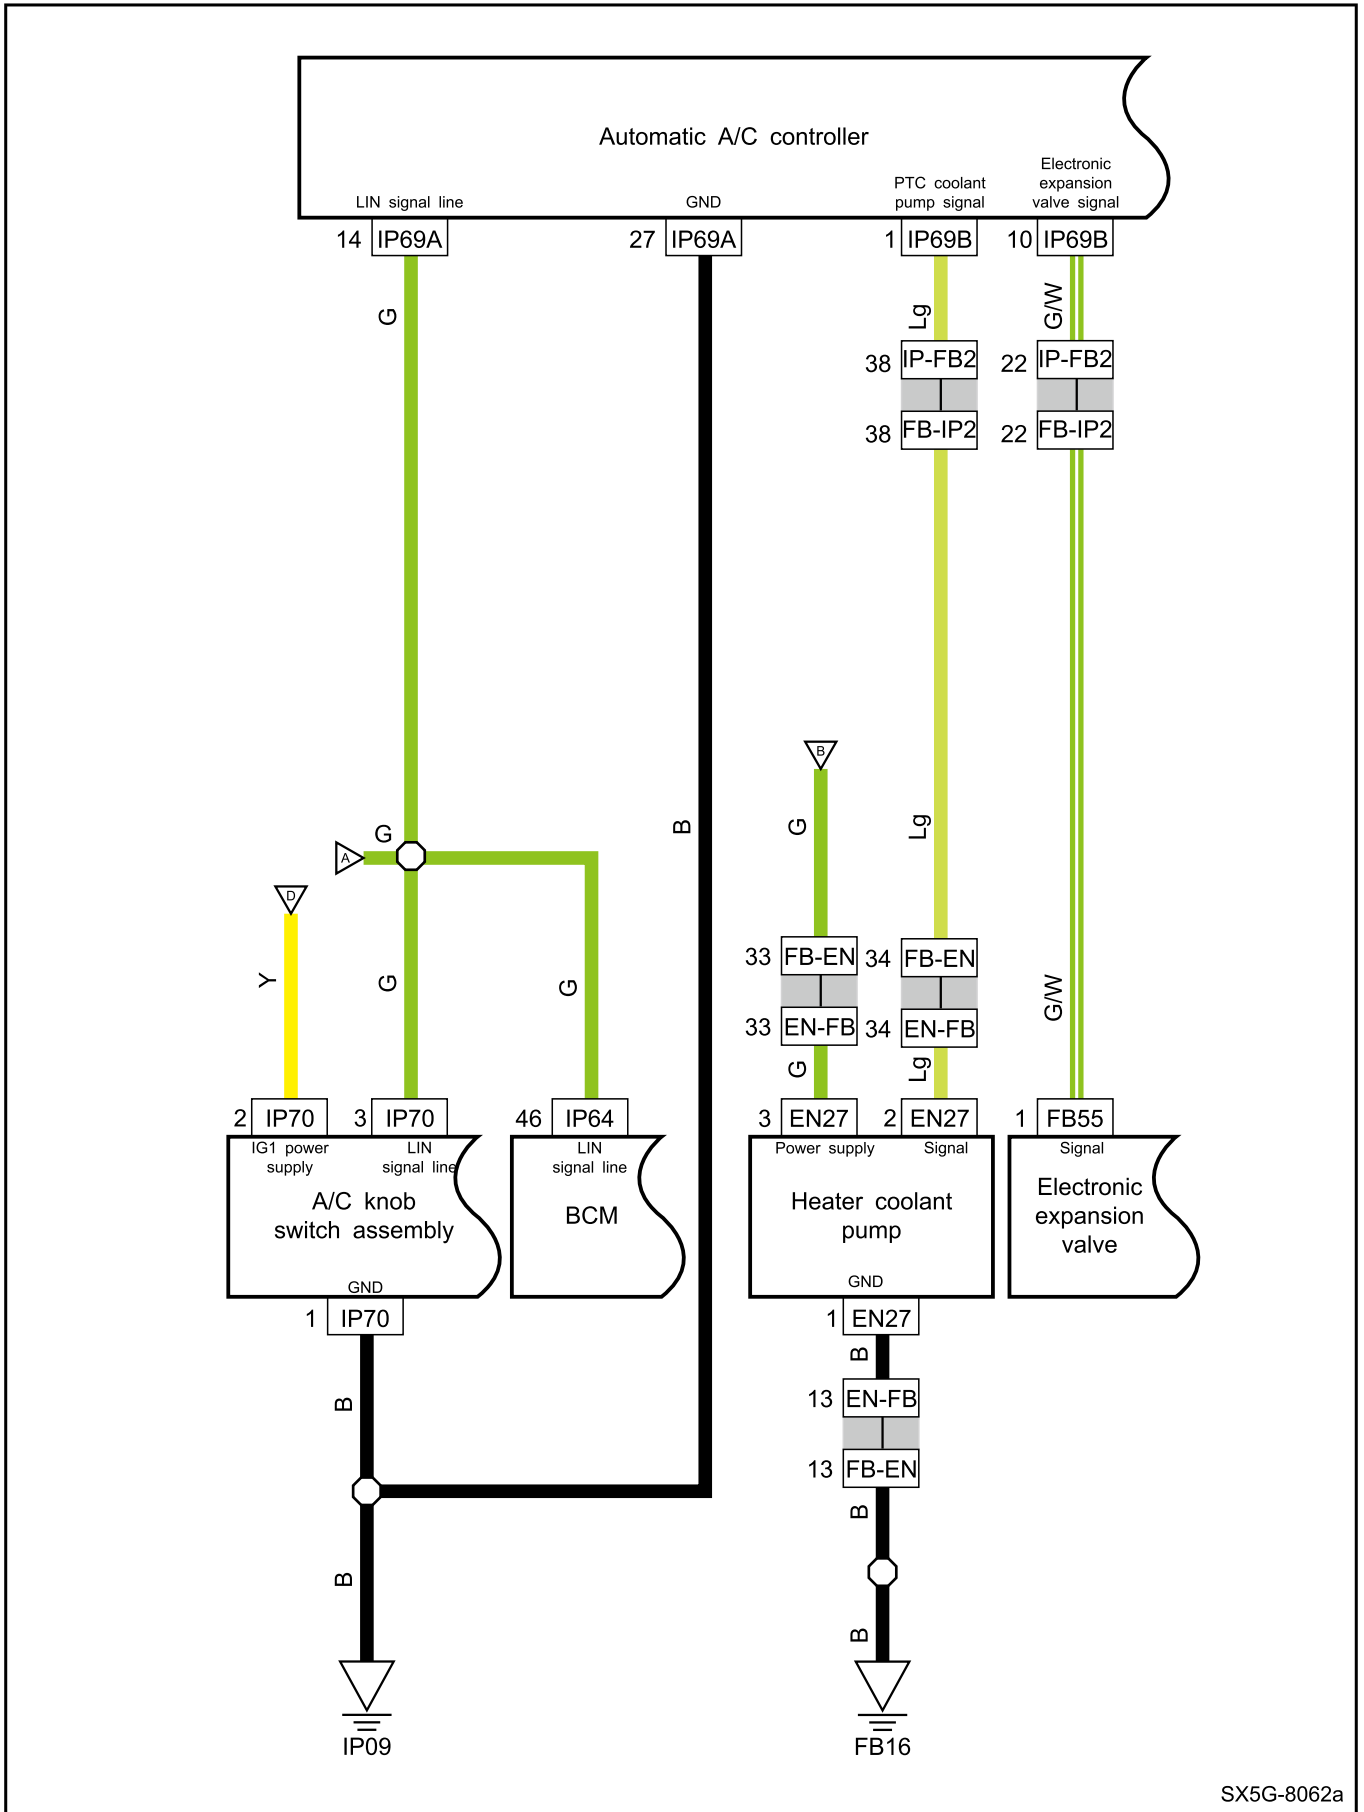 Automatic A/C controller
LIN signal line
GND
PTC coolant
pump signal
Electronic
expansion
valve signal
14 IP69A
27 IP69A
1 IP69B
10 IP69B
G
Lg
G/W
38 IP-FB2
22 IP-FB2
38 FB-IP2
22 FB-IP2
B
G
B
G
Lg
A
D
Y
G
G
G/W
33 FB-EN
34 FB-EN
33 EN-FB
34 EN-FB
G
Lg
2 IP70
3 IP70
46 IP64
3 EN27
2 EN27
1 FB55
IG1 power
supply
LIN
signal line
LIN
signal line
Power supply
Signal
Signal
A/C knob
switch assembly
BCM
Heater coolant
pump
Electronic
expansion
valve
GND
GND
1 IP70
1 EN27
B
B
13 EN-FB
13 FB-EN
B
B
B
IP09
FB16
SX5G-8062a